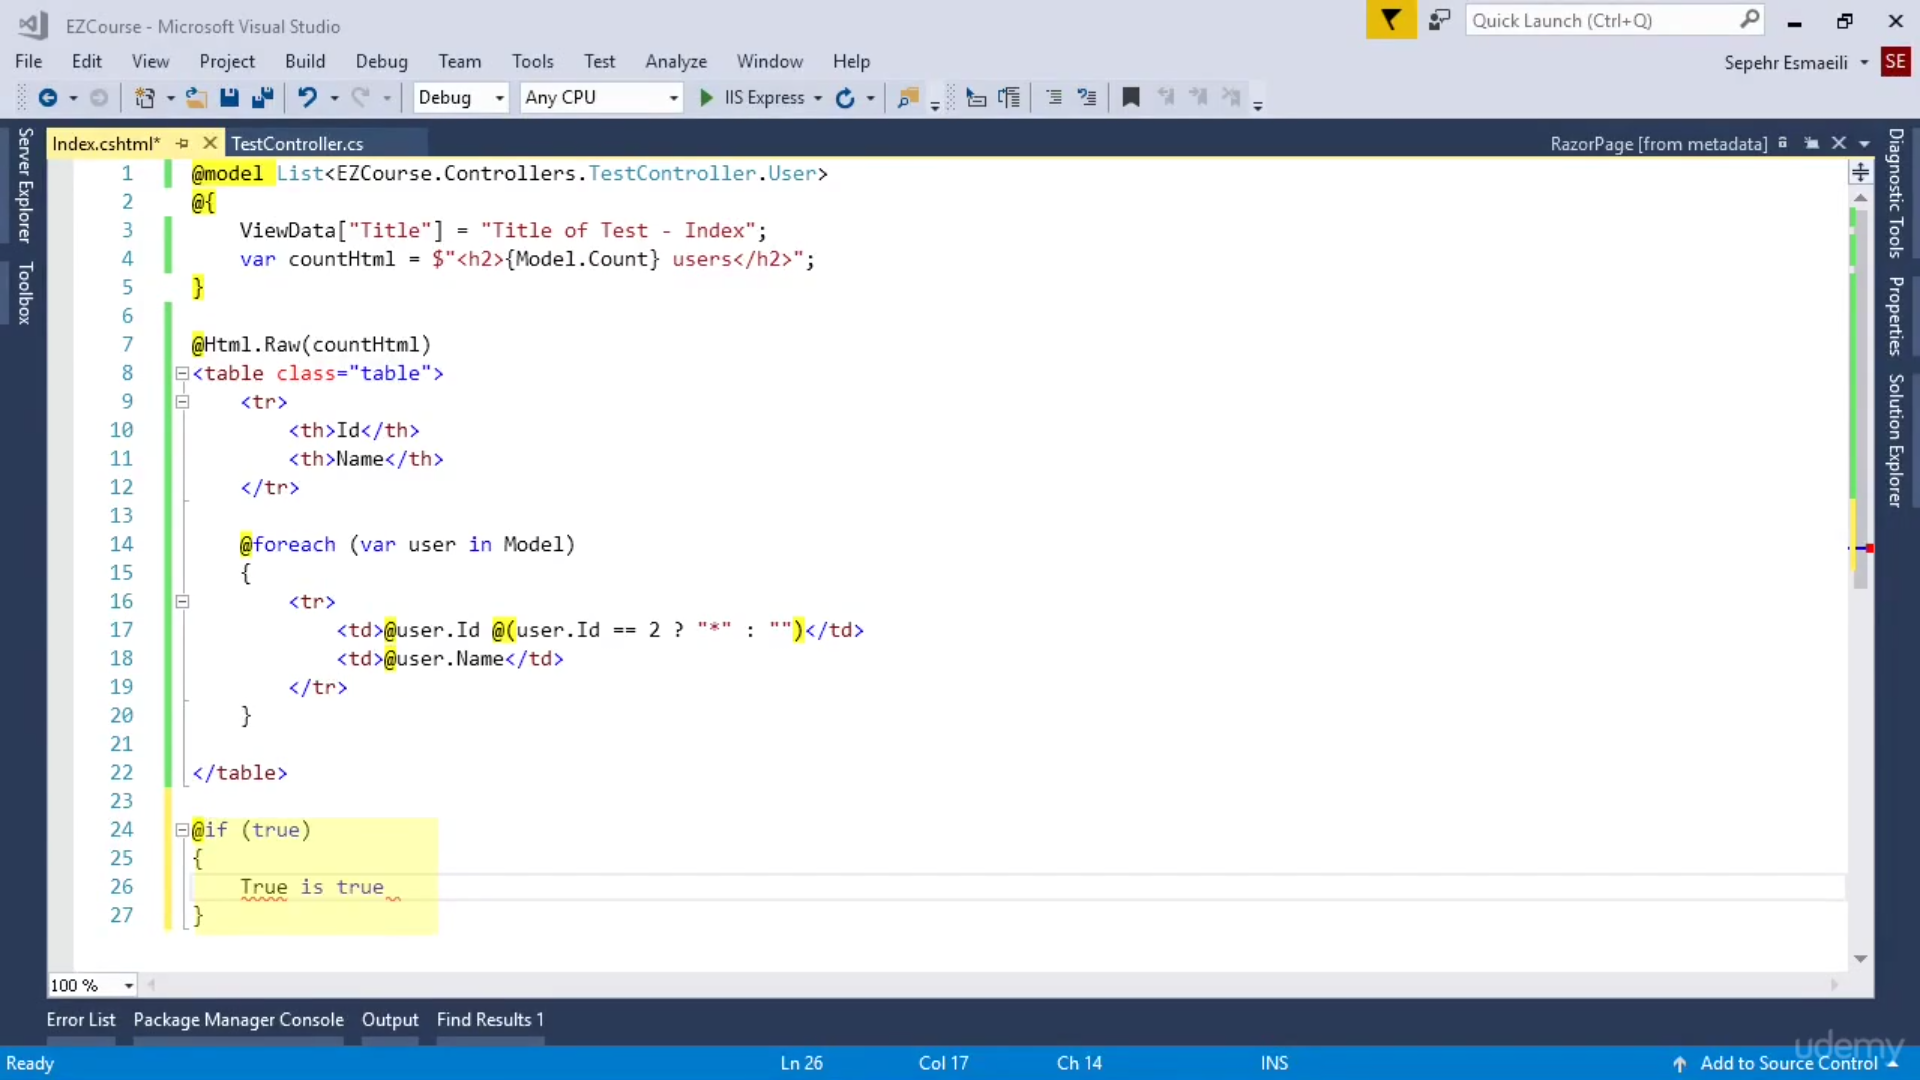 EZCourse - Microsoft Visual Studio
Quick Launch (Ctrl+Q)
File Edit View Project Build Debug Team Tools Test Analyze Window Help
Sepehr Esmaeili SE
Debug Any CPU IIS Express
Index.cshtml* TestController.cs RazorPage [from metadata]
Server Explorer
Toolbox
Diagnostic Tools
Properties
Solution Explorer
1 @model List<EZCourse.Controllers.TestController.User>
2 @{
3 ViewData["Title"] = "Title of Test - Index";
4 var countHtml = $"<h2>{Model.Count} users</h2>";
5 }
6
7 @Html.Raw(countHtml)
8 <table class="table">
9 <tr>
10 <th>Id</th>
11 <th>Name</th>
12 </tr>
13
14 @foreach (var user in Model)
15 {
16 <tr>
17 <td>@user.Id @(user.Id == 2 ? "*" : "")</td>
18 <td>@user.Name</td>
19 </tr>
20 }
21
22 </table>
23
24 @if (true)
25 {
26 True is true
27 }
100 %
Error List Package Manager Console Output Find Results 1
udemy
Ready Ln 26 Col 17 Ch 14 INS Add to Source Control